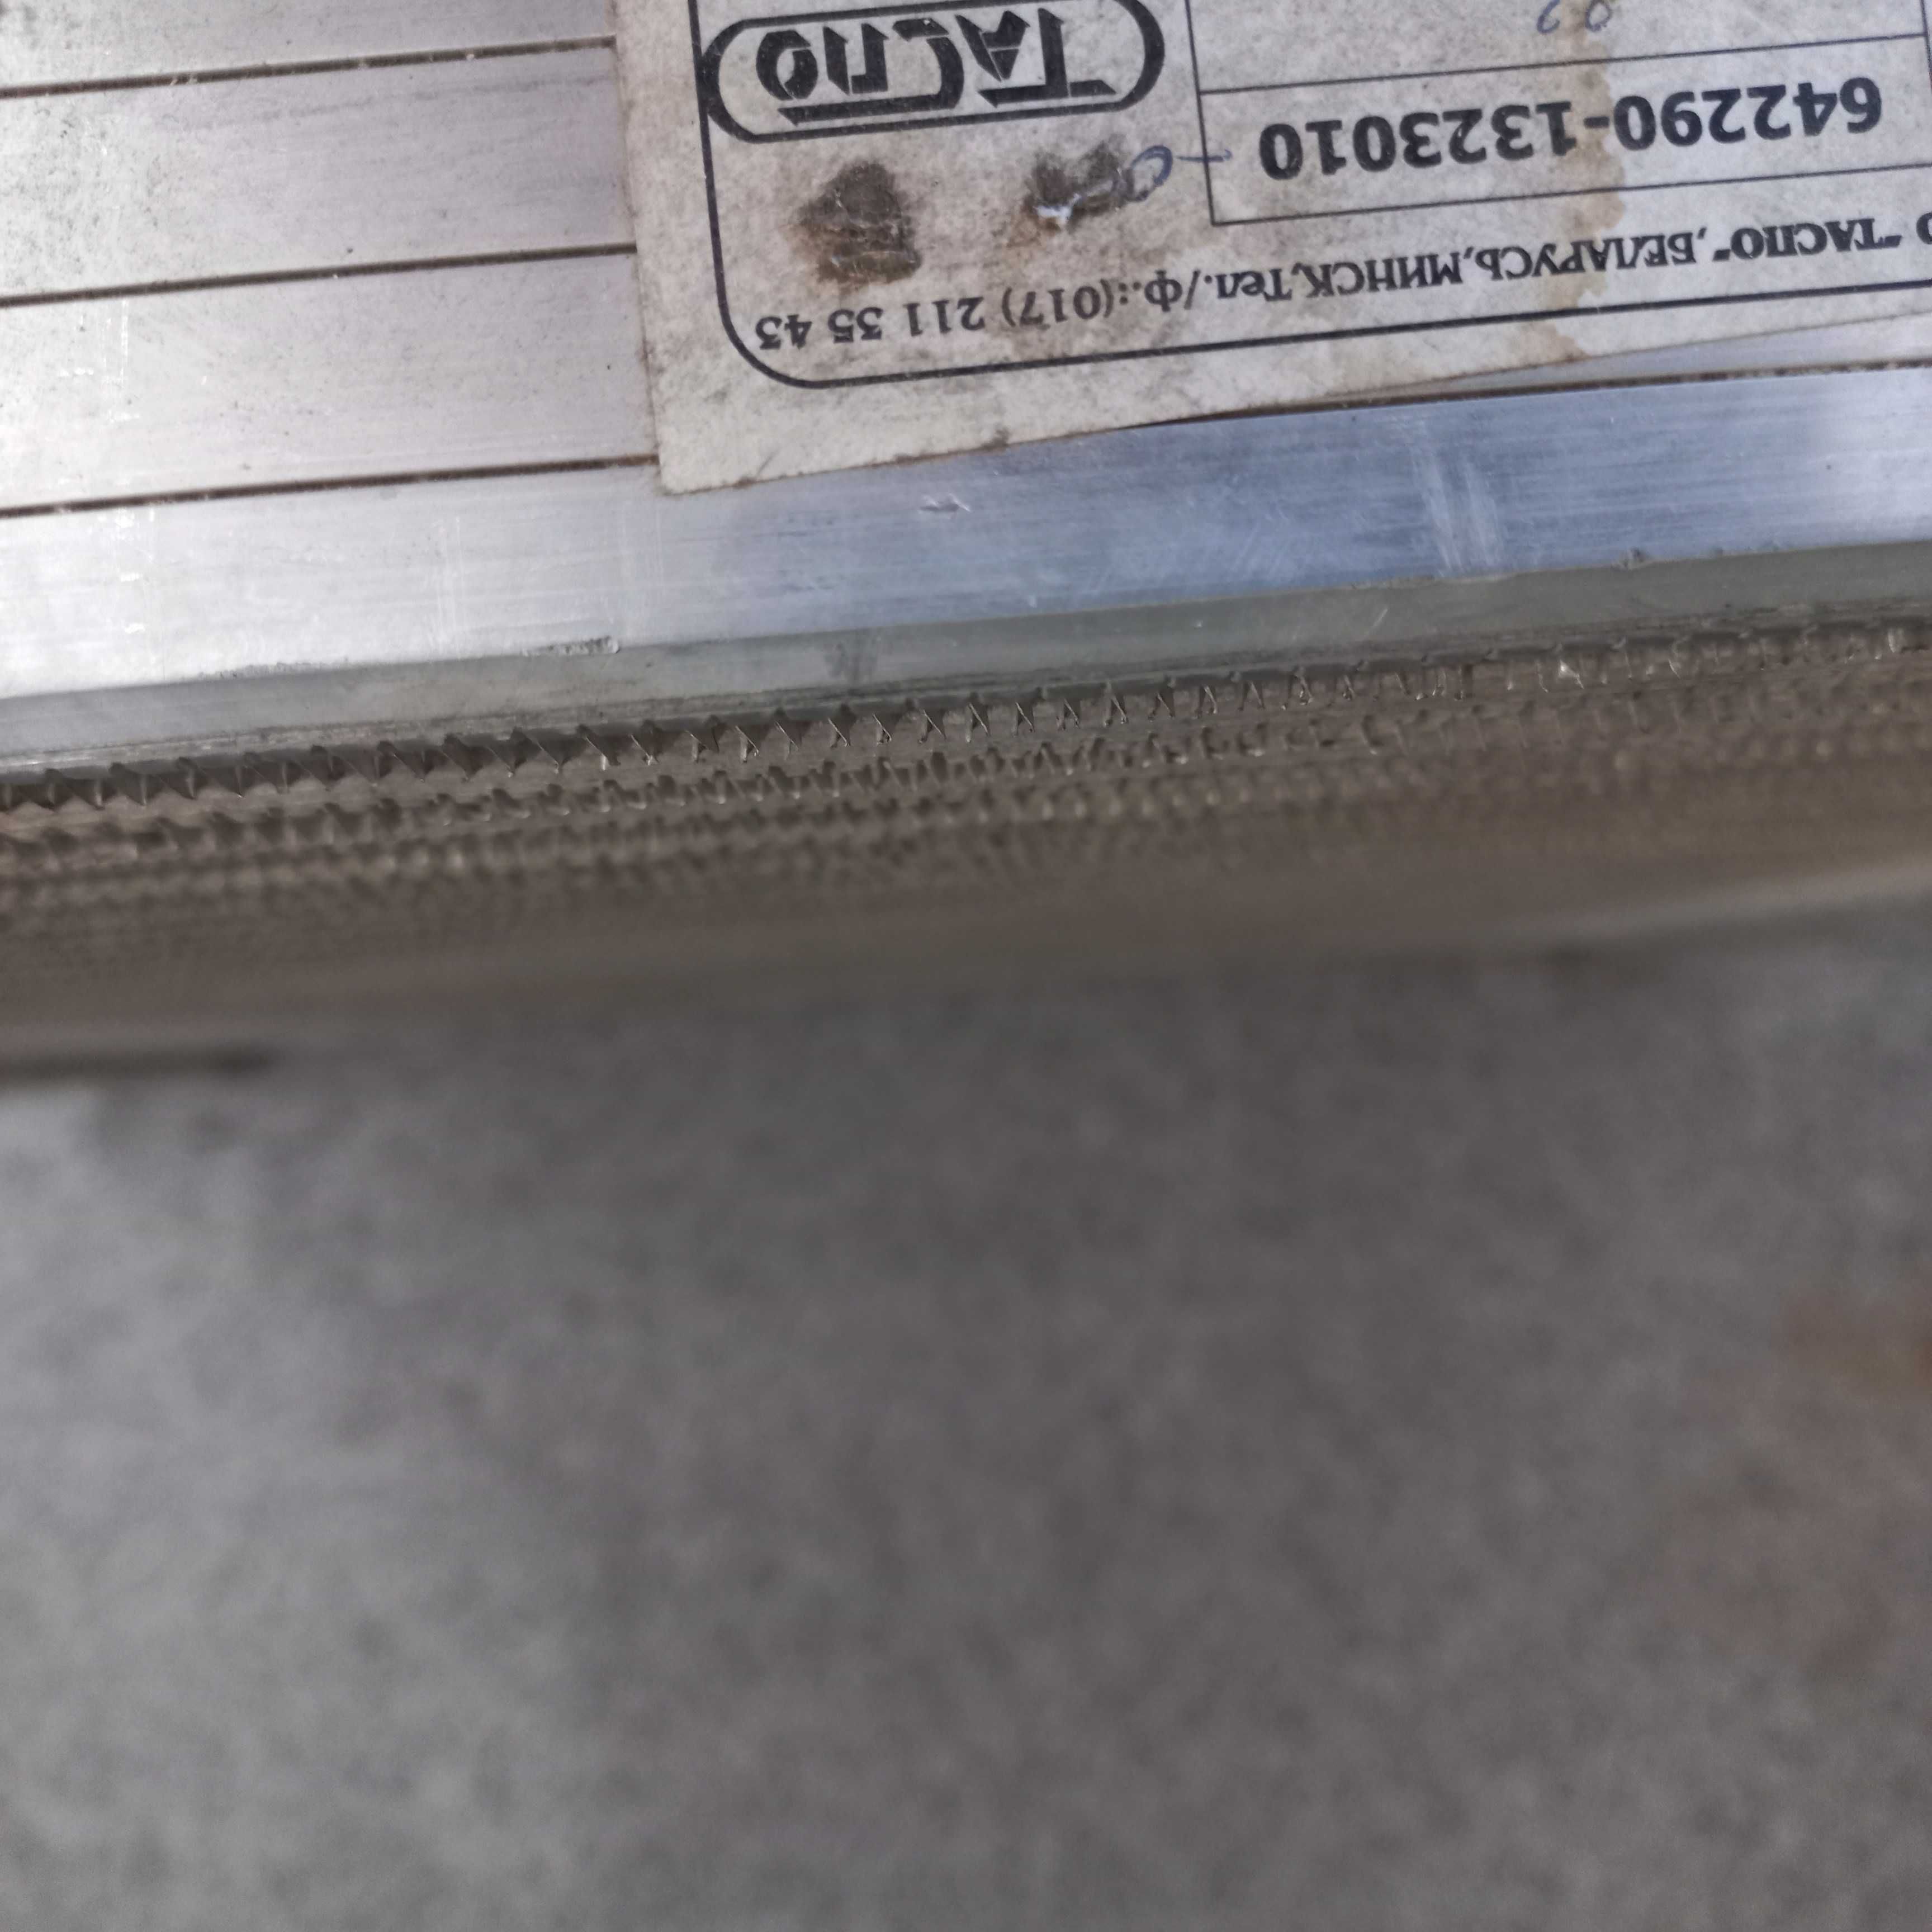 О "ТАСПО", БЕЛАРУСЬ,МИНСК,Тел./ф.:(017) 211 35 43
642290-1323010
ТАСПО